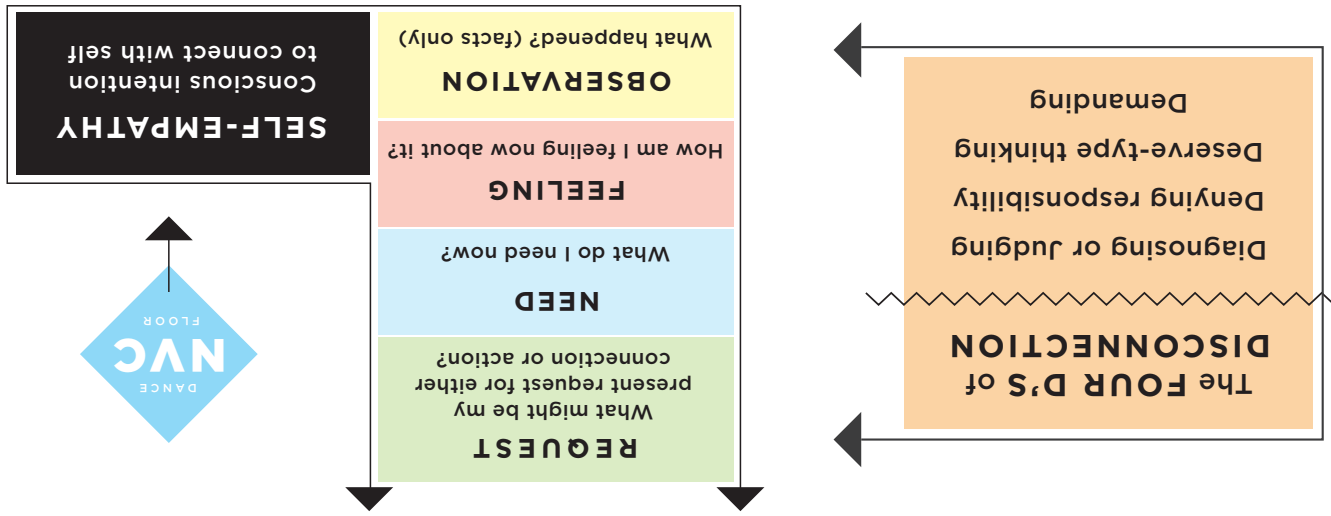 The FOUR D'S of
DISCONNECTION
Diagnosing or Judging
Denying responsibility
Deserve-type thinking
Demanding
REQUEST
What might be my
present request for either
connection or action?
NEED
What do I need now?
FEELING
How am I feeling now about it?
OBSERVATION
What happened? (facts only)
DANCE
NVC
FLOOR
SELF-EMPATHY
Conscious intention
to connect with self